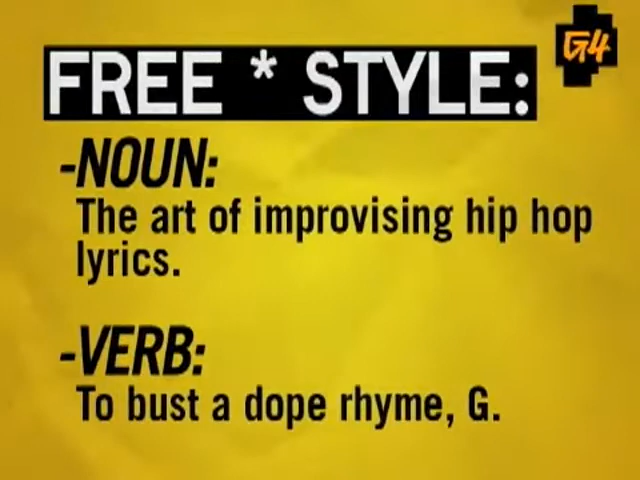 G4
FREE * STYLE:
-NOUN:
The art of improvising hip hop
lyrics.
-VERB:
To bust a dope rhyme, G.